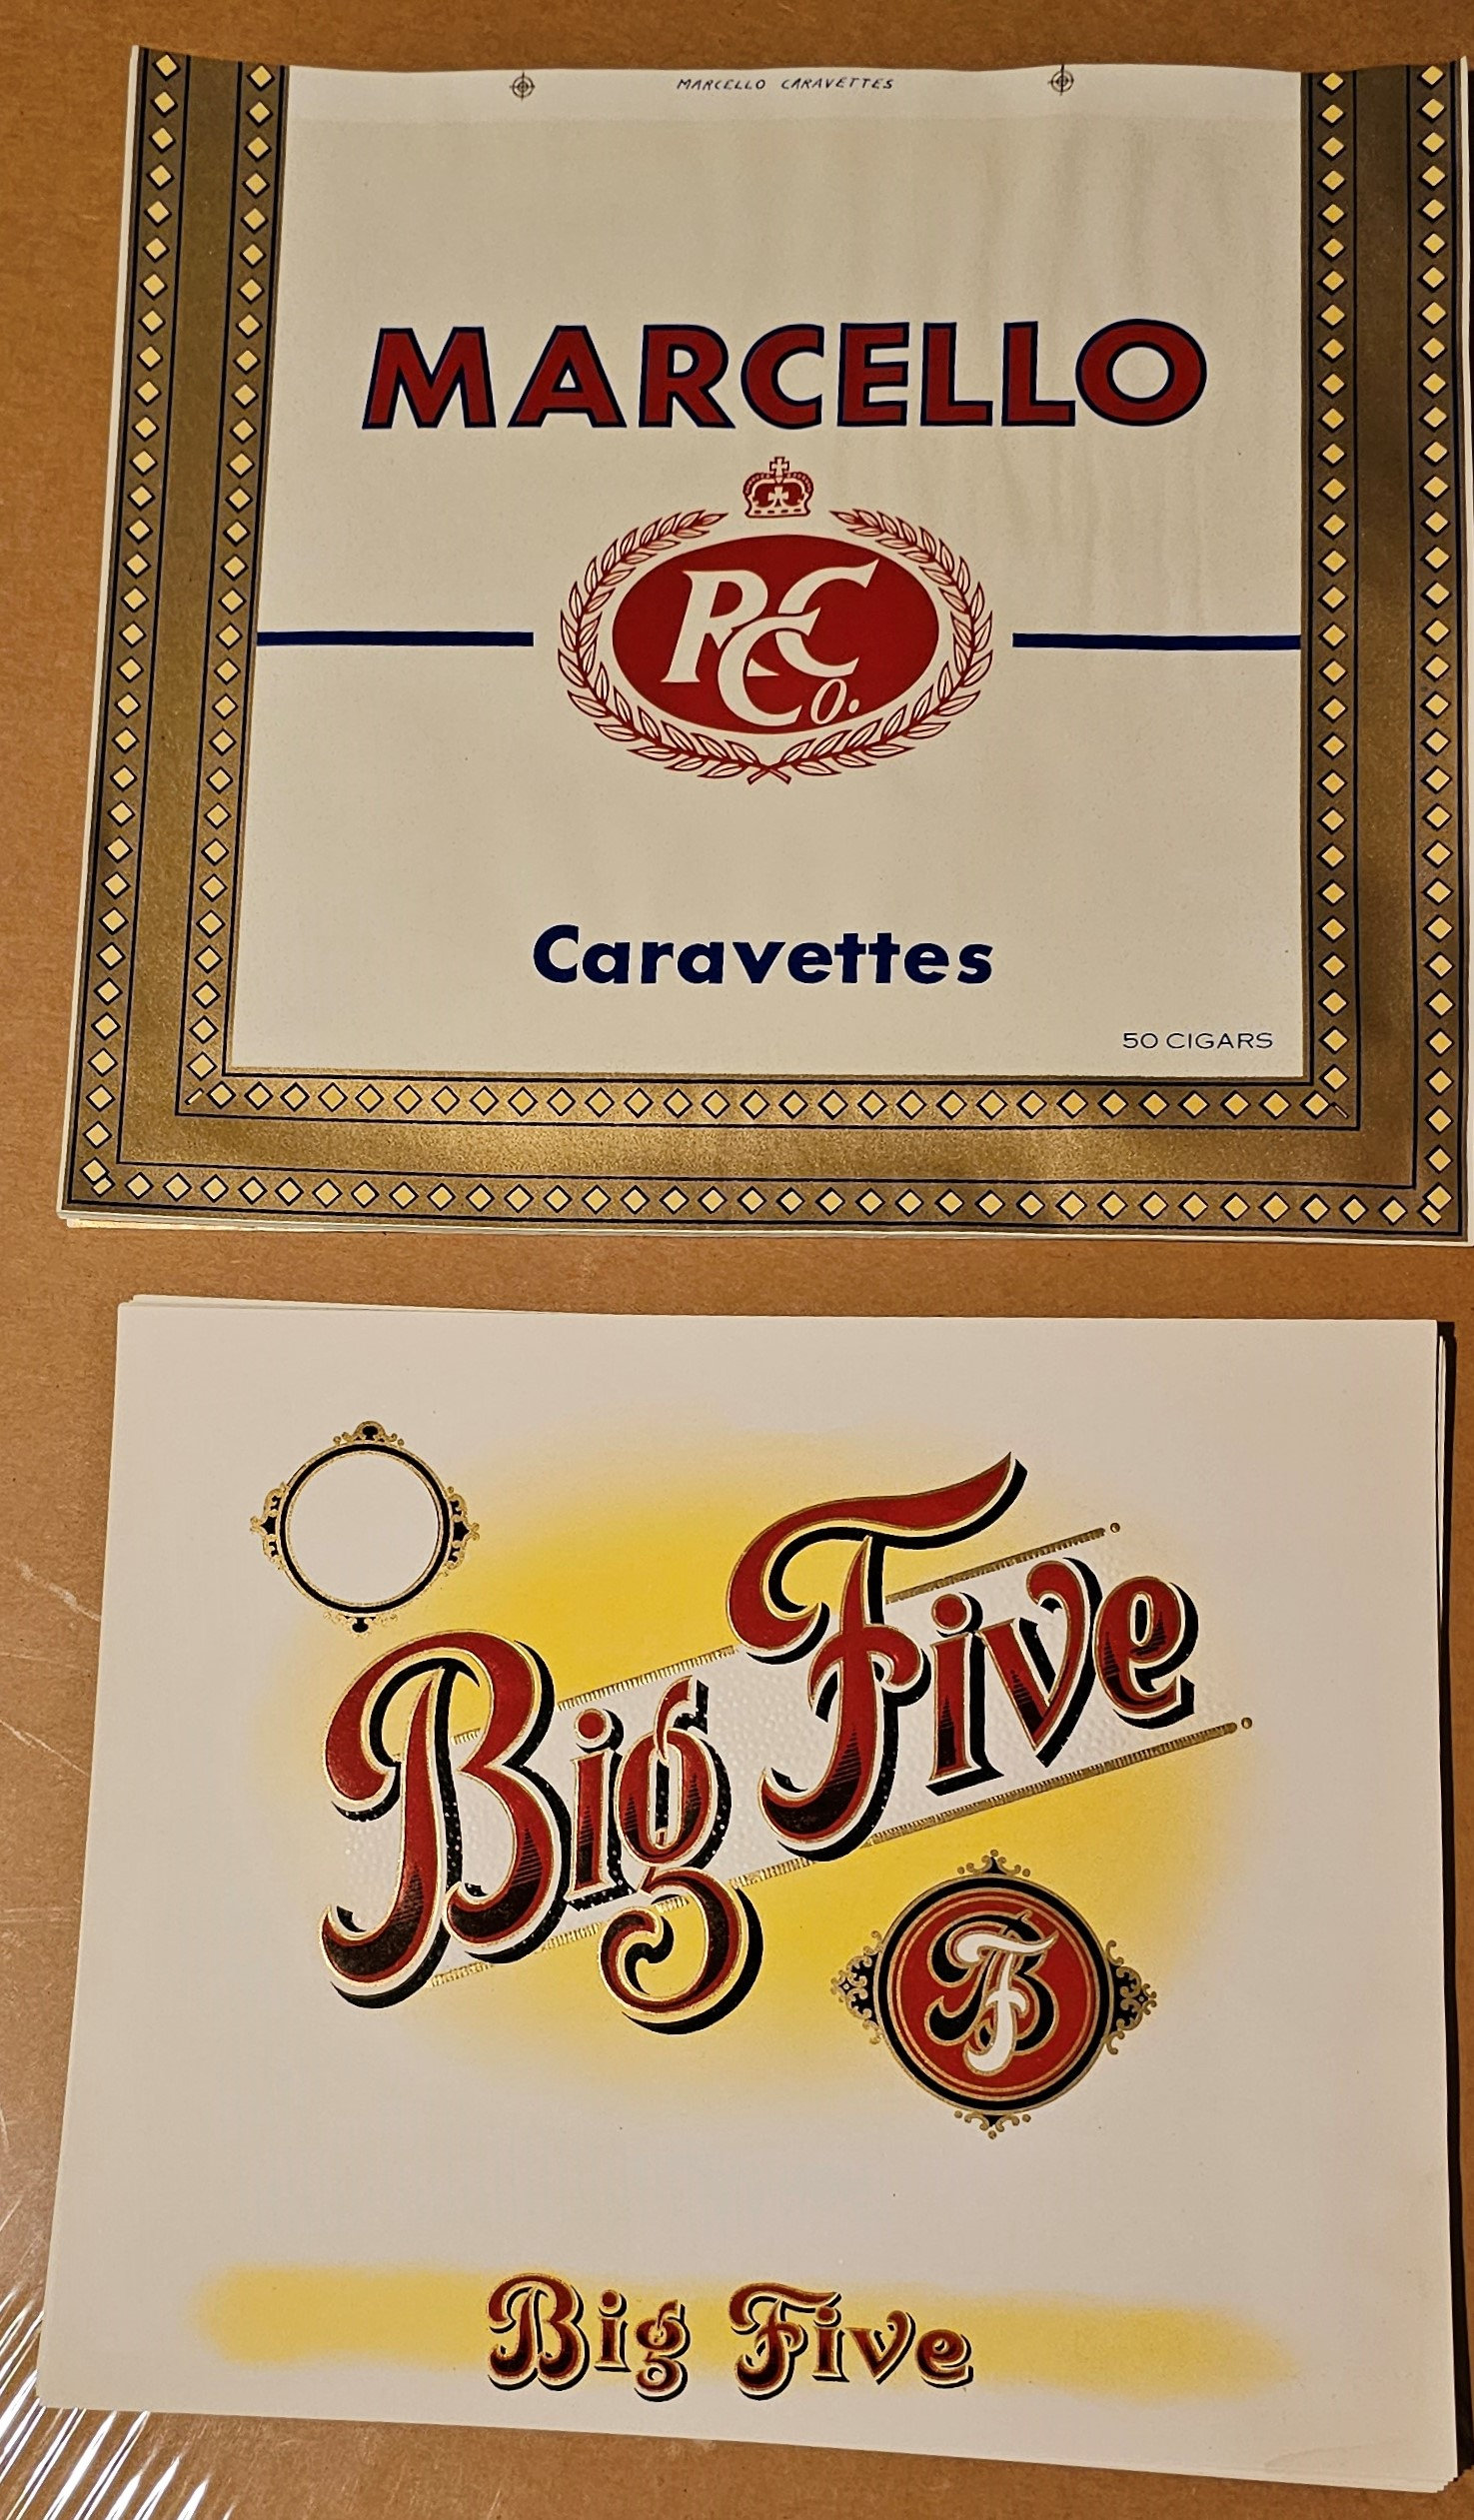 MARCELLO CARAVETTES
MARCELLO
RCCo.
Caravettes
50 CIGARS
Big Five
BF
Big Five